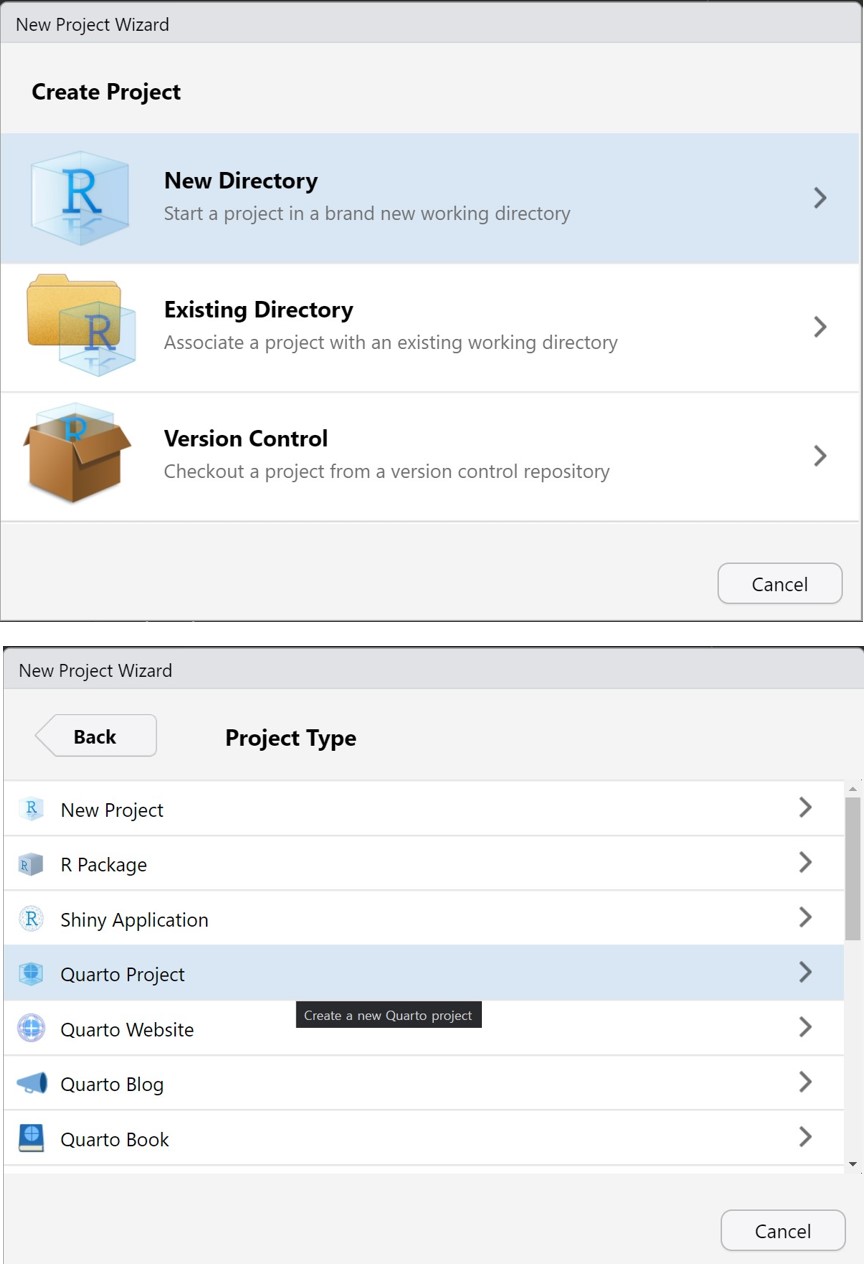 New Project Wizard
Create Project
New Directory
Start a project in a brand new working directory
Existing Directory
Associate a project with an existing working directory
Version Control
Checkout a project from a version control repository
Cancel
New Project Wizard
Back
Project Type
New Project
R Package
Shiny Application
Quarto Project
Create a new Quarto project
Quarto Website
Quarto Blog
Quarto Book
Cancel